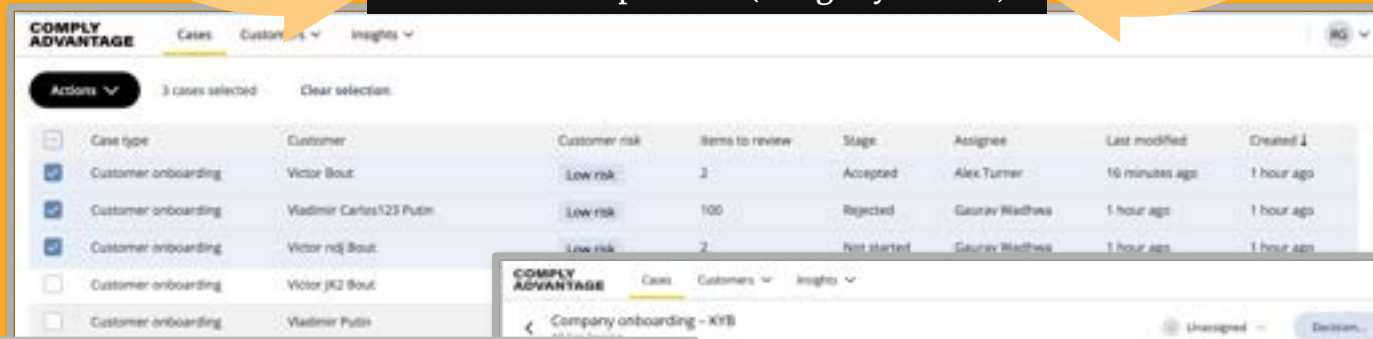 COMPLY
ADVANTAGE Cases Customers Insights RG
Actions 3 cases selected Clear selection
Case type Customer Customer risk Items to review Stage Assignee Last modified Created ↓
Customer onboarding Victor Bout Low risk 2 Accepted Alex Turner 16 minutes ago 1 hour ago
Customer onboarding Vladimir Carlos123 Putin Low risk 100 Rejected Gaurav Wadhwa 1 hour ago 1 hour ago
Customer onboarding Victor ndj Bout Low risk 2 Not started Gaurav Wadhwa 1 hour ago 1 hour ago
Customer onboarding Victor JK2 Bout
Customer onboarding Vladimir Putin
COMPLY
ADVANTAGE Cases Customers Insights
Company onboarding – KYB Unassigned Decision...